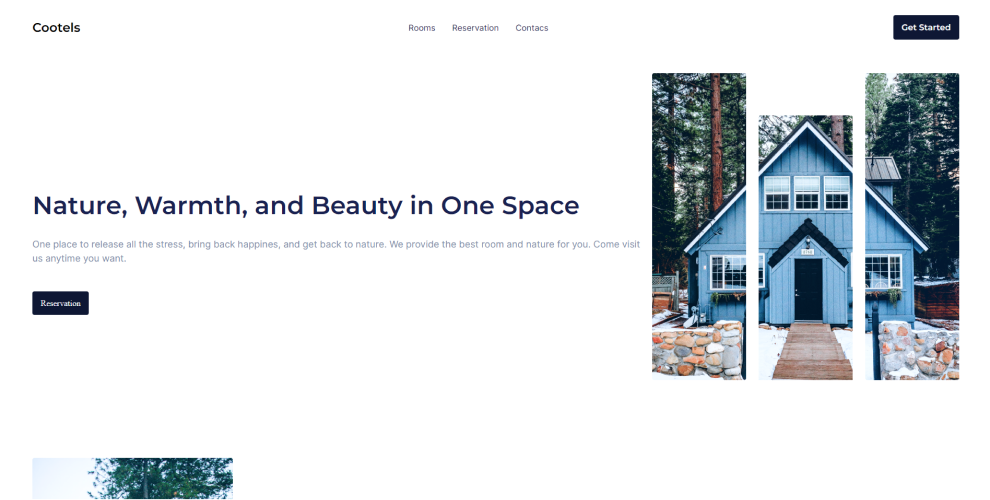 Cootels
Rooms
Reservation
Contacs
Get Started
Nature, Warmth, and Beauty in One Space
One place to release all the stress, bring back happines, and get back to nature. We provide the best room and nature for you. Come visit
us anytime you want.
Reservation